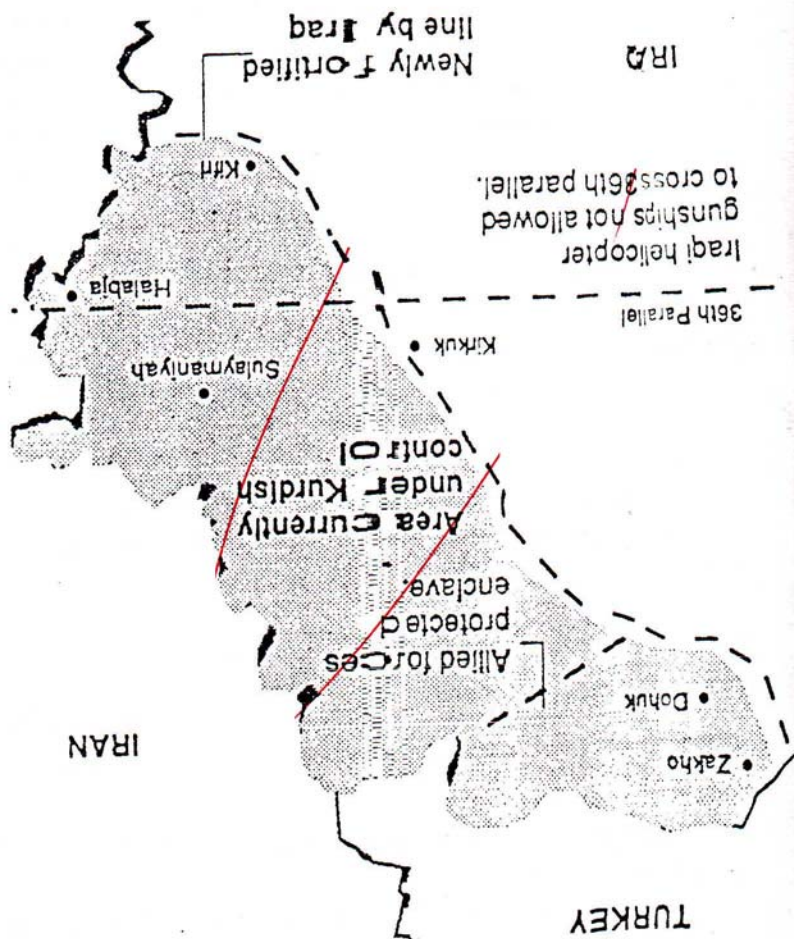 TURKEY
Zakho
Dohuk
IRAN
Allied forces
protected
enclave.
Area currently
under Kurdish
control
Sulaymaniyah
Kirkuk
36th Parallel
Halabja
Iraqi helicopter
gunships not allowed
to cross 36th parallel.
Kifri
IRQ
Newly Fortified
line by Iraq